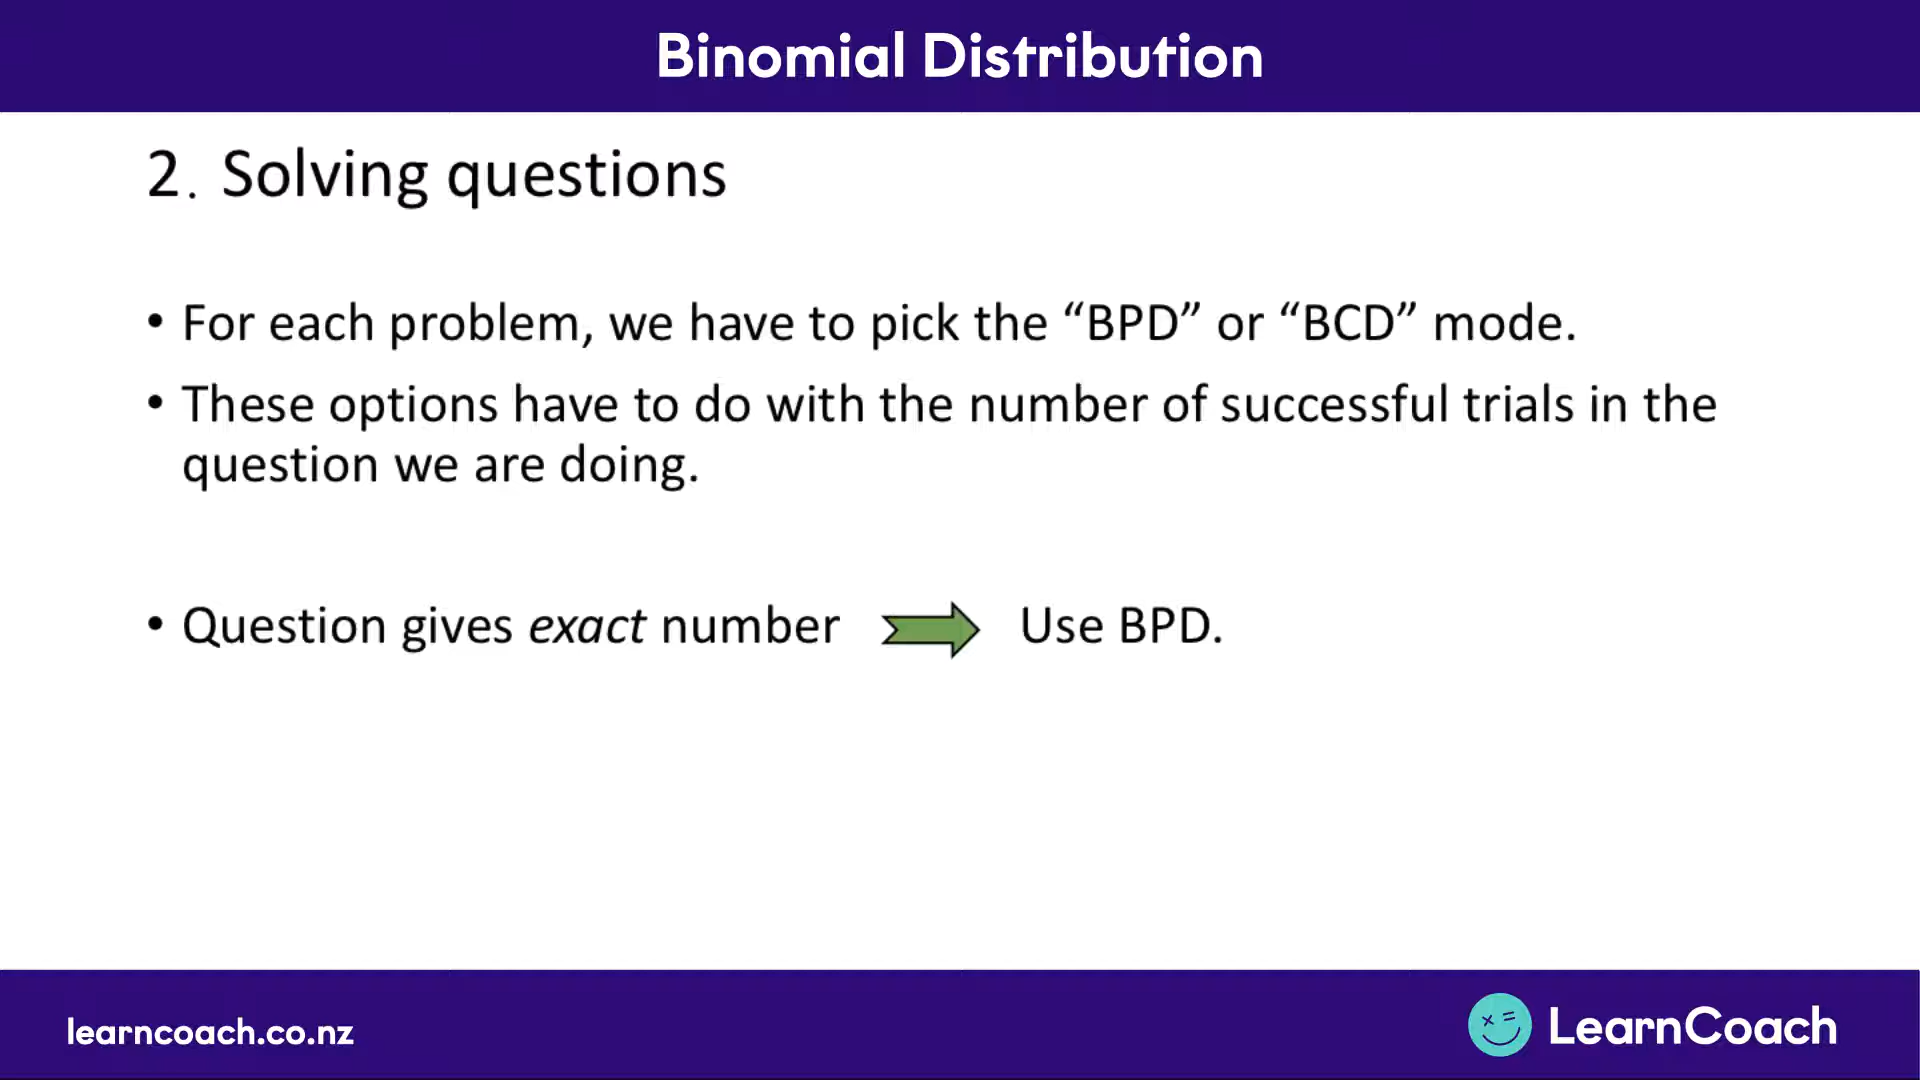 Binomial Distribution
2. Solving questions
• For each problem, we have to pick the “BPD” or “BCD” mode.
• These options have to do with the number of successful trials in the
question we are doing.
• Question gives exact number Use BPD.
learncoach.co.nz
LearnCoach